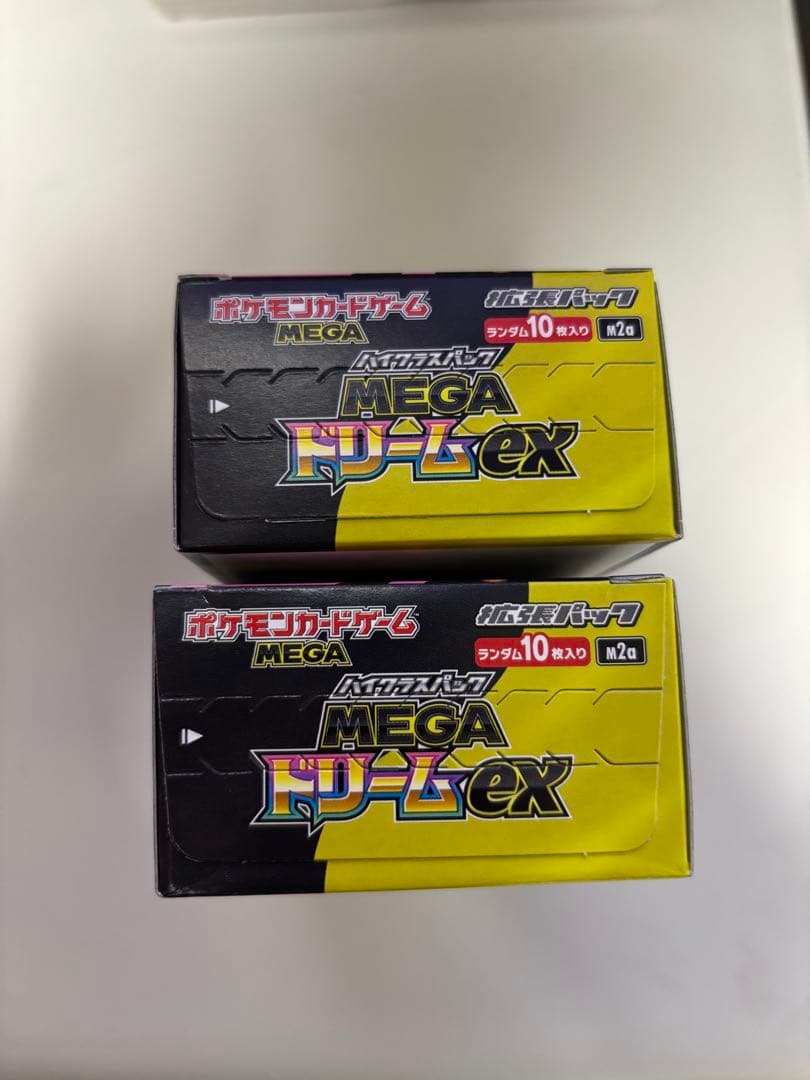 ポケモンカードゲーム
MEGA
拡張パック
ランダム10枚入り M2a
ハイクラスパック
MEGA
ドリームex
ポケモンカードゲーム™
MEGA
拡張パック
ランダム10枚入り M2a
ハイクラスパック
MEGA
ドリームex